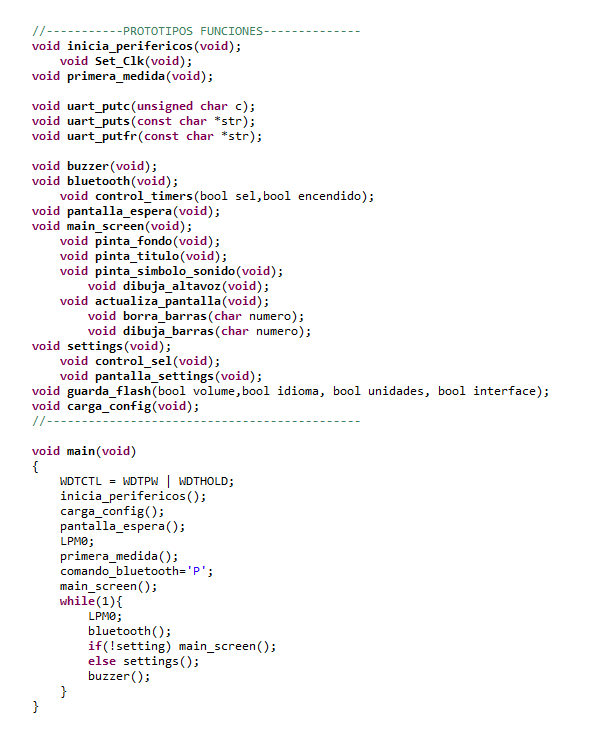 //-----------PROTOTIPOS FUNCIONES--------------
void inicia_perifericos(void);
    void Set_Clk(void);
void primera_medida(void);

void uart_putc(unsigned char c);
void uart_puts(const char *str);
void uart_putfr(const char *str);

void buzzer(void);
void bluetooth(void);
    void control_timers(bool sel,bool encendido);
void pantalla_espera(void);
void main_screen(void);
    void pinta_fondo(void);
    void pinta_titulo(void);
    void pinta_simbolo_sonido(void);
        void dibuja_altavoz(void);
    void actualiza_pantalla(void);
        void borra_barras(char numero);
        void dibuja_barras(char numero);
void settings(void);
    void control_sel(void);
    void pantalla_settings(void);
void guarda_flash(bool volume,bool idioma, bool unidades, bool interface);
void carga_config(void);
//---------------------------------------------

void main(void)
{
    WDTCTL = WDTPW | WDTHOLD;
    inicia_perifericos();
    carga_config();
    pantalla_espera();
    LPM0;
    primera_medida();
    comando_bluetooth='P';
    main_screen();
    while(1){
        LPM0;
        bluetooth();
        if(!setting) main_screen();
        else settings();
        buzzer();
    }
}